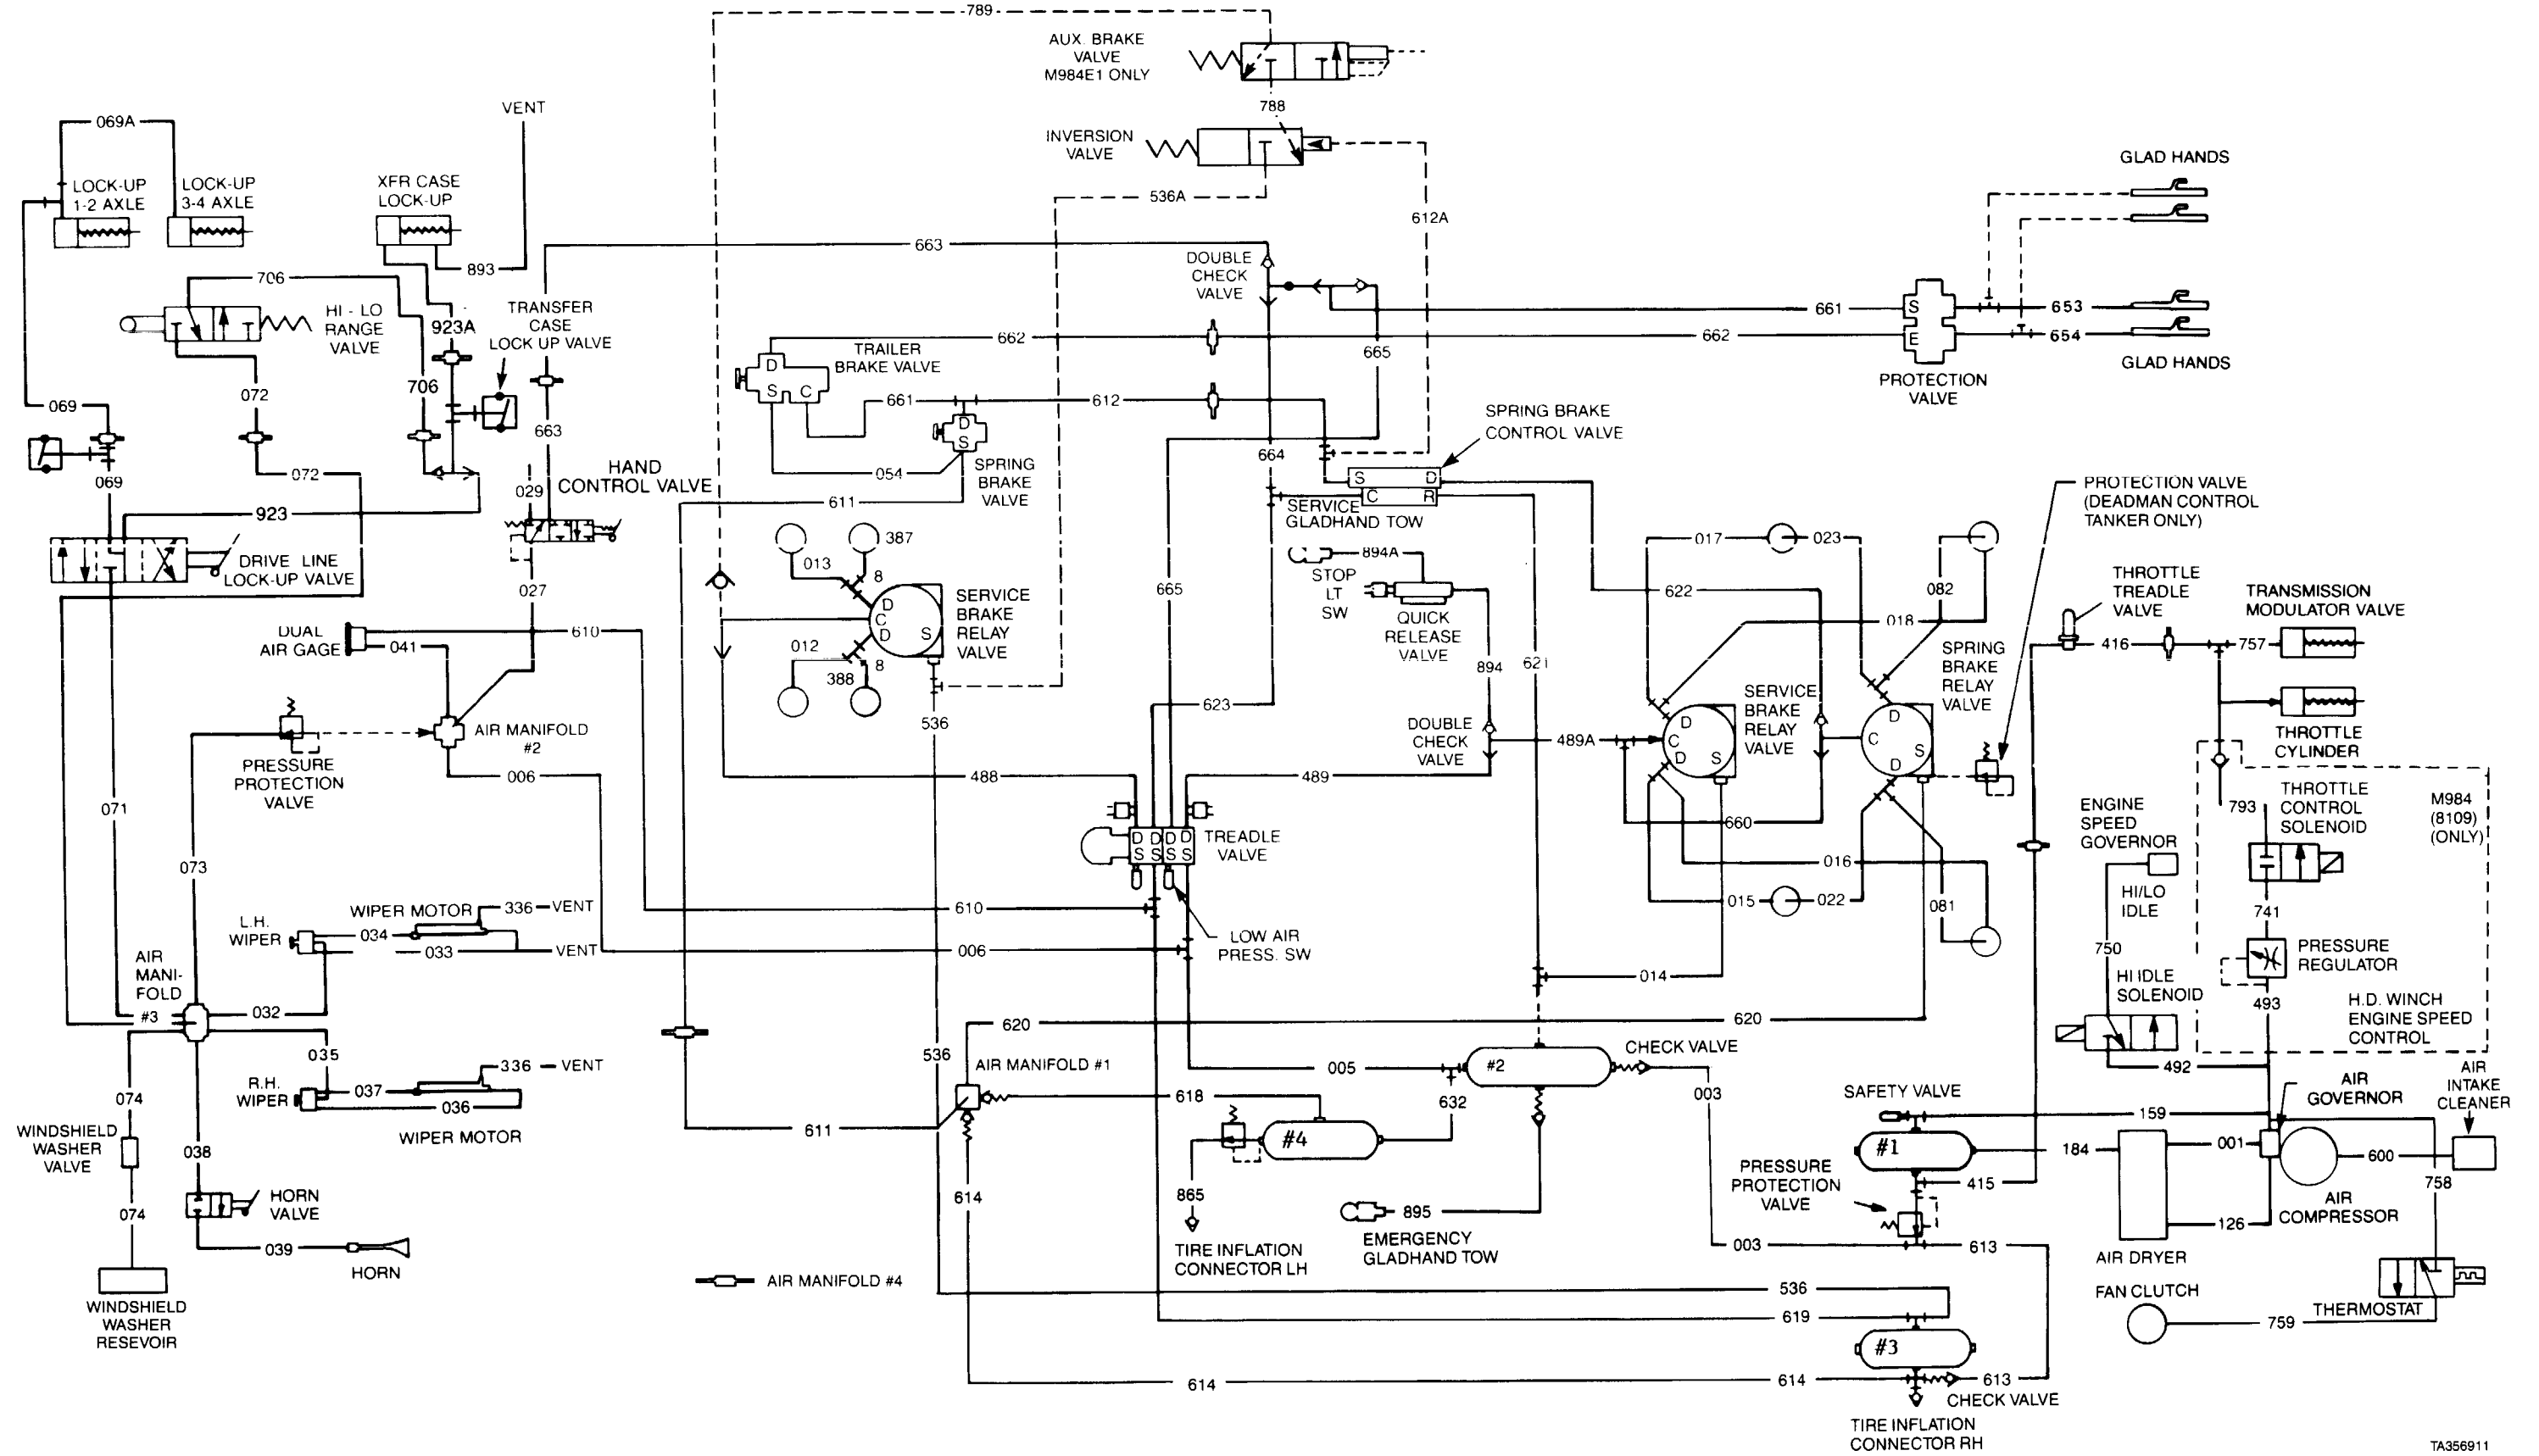 789
AUX. BRAKE
VALVE
M984E1 ONLY
788
INVERSION
VALVE
536A
612A
VENT
069A
LOCK-UP
1-2 AXLE
LOCK-UP
3-4 AXLE
XFR CASE
LOCK-UP
893
706
HI - LO
RANGE
VALVE
923A
TRANSFER
CASE
LOCK UP VALVE
663
DOUBLE
CHECK
VALVE
GLAD HANDS
661
S
653
662
662
E
654
GLAD HANDS
PROTECTION
VALVE
665
D
S
C
TRAILER
BRAKE VALVE
072
706
069
661
612
663
D
S
SPRING BRAKE
CONTROL VALVE
664
S
D
C
R
069
072
029
HAND
CONTROL VALVE
054
SPRING
BRAKE
VALVE
611
SERVICE
GLADHAND TOW
PROTECTION VALVE
(DEADMAN CONTROL
TANKER ONLY)
923
DRIVE LINE
LOCK-UP VALVE
387
013
8
027
D
C
D
S
SERVICE
BRAKE
RELAY
VALVE
665
894A
STOP
LT
SW
QUICK
RELEASE
VALVE
017
023
622
082
018
THROTTLE
TREADLE
VALVE
TRANSMISSION
MODULATOR VALVE
DUAL
AIR GAGE
041
610
012
8
388
894
621
416
757
SPRING
BRAKE
RELAY
VALVE
536
623
DOUBLE
CHECK
VALVE
489A
D
C
D
S
SERVICE
BRAKE
RELAY
VALVE
D
C
S
D
THROTTLE
CYLINDER
AIR MANIFOLD
#2
PRESSURE
PROTECTION
VALVE
006
488
489
071
793
THROTTLE
CONTROL
SOLENOID
M984
(8109)
(ONLY)
ENGINE
SPEED
GOVERNOR
660
D D D D
S S S S
TREADLE
VALVE
073
016
HI/LO
IDLE
L.H.
WIPER
WIPER MOTOR
336
VENT
034
033
VENT
610
006
LOW AIR
PRESS. SW
015
022
081
741
750
PRESSURE
REGULATOR
AIR
MANI-
FOLD
#3
014
HI IDLE
SOLENOID
493
H.D. WINCH
ENGINE SPEED
CONTROL
032
620
620
035
536
AIR MANIFOLD #1
336
VENT
R.H.
WIPER
037
036
WIPER MOTOR
005
#2
CHECK VALVE
003
492
AIR
GOVERNOR
AIR
INTAKE
CLEANER
SAFETY VALVE
159
074
618
632
WINDSHIELD
WASHER
VALVE
611
#4
#1
184
001
600
038
PRESSURE
PROTECTION
VALVE
415
758
614
865
074
HORN
VALVE
895
AIR
COMPRESSOR
126
039
HORN
TIRE INFLATION
CONNECTOR LH
EMERGENCY
GLADHAND TOW
003
613
AIR DRYER
AIR MANIFOLD #4
WINDSHIELD
WASHER
RESEVOIR
536
FAN CLUTCH
THERMOSTAT
619
759
#3
614
614
613
CHECK VALVE
TIRE INFLATION
CONNECTOR RH
TA356911